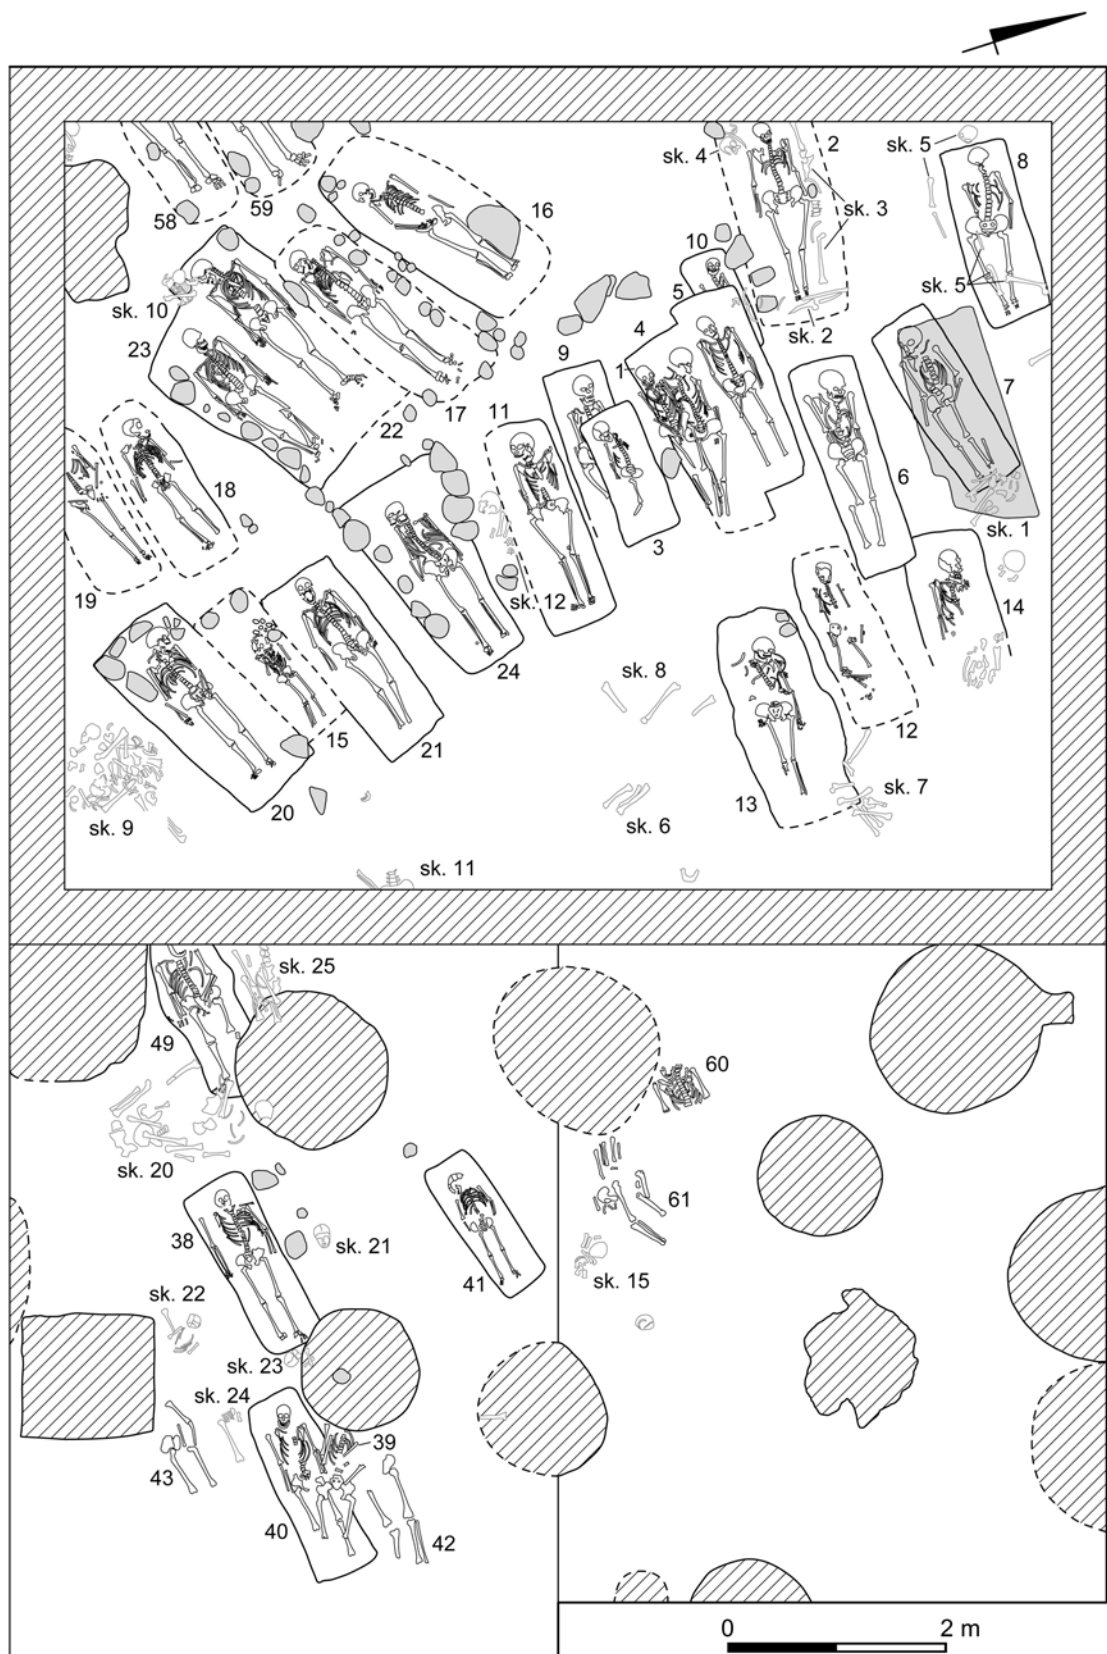 2
sk. 4
sk. 5
8
58
59
16
sk. 3
10
sk. 5
5
sk. 10
4
sk. 2
23
9
1
7
17
22
11
18
6
3
sk. 1
19
sk. 12
14
24
sk. 8
15
21
12
13
20
sk. 7
sk. 9
sk. 6
sk. 11
sk. 25
49
60
sk. 20
61
38
sk. 21
41
sk. 15
sk. 22
sk. 23
sk. 24
39
43
40
42
0 2 m